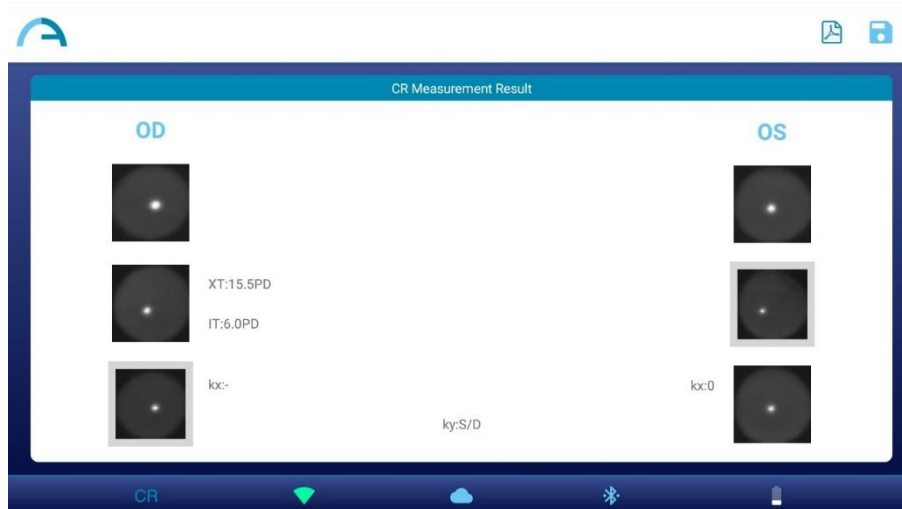 CR Measurement Result
OD
OS
XT:15.5PD
IT:6.0PD
kx:-
kx:0
ky:S/D
CR